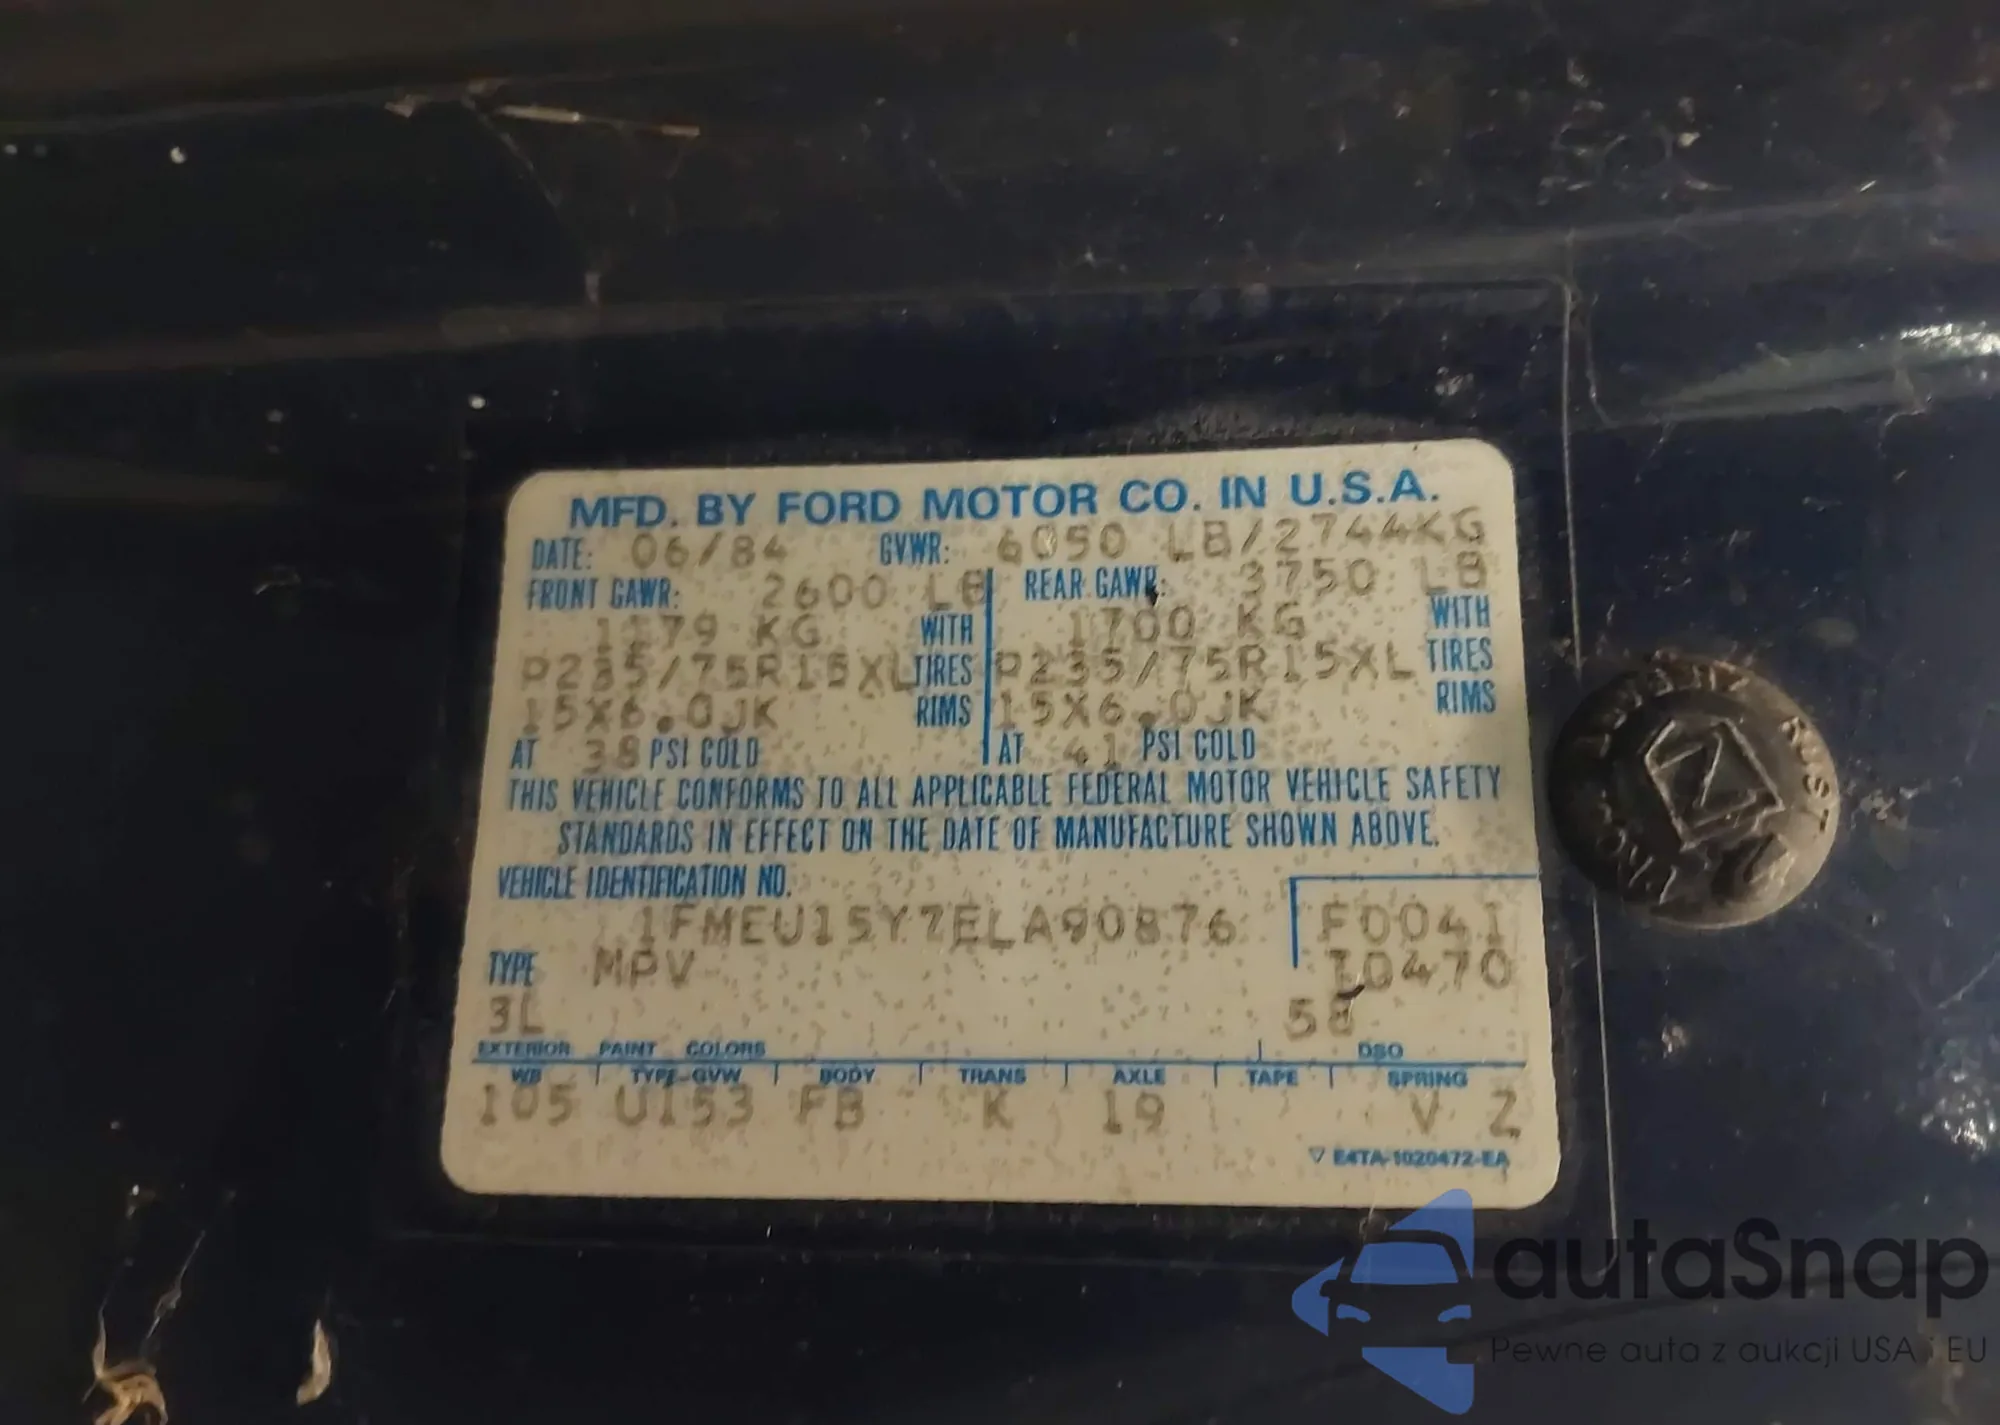 MFD. BY FORD MOTOR CO. IN U.S.A.
DATE: 06/84 GVWR: 6050 LB/2744KG
FRONT GAWR: 2600 LB REAR GAWR: 3750 LB
1179 KG WITH 1700 KG WITH
P235/75R15XL TIRES P235/75R15XL TIRES
15X6.0JK RIMS 15X6.0JK RIMS
AT 38 PSI COLD AT 41 PSI COLD
THIS VEHICLE CONFORMS TO ALL APPLICABLE FEDERAL MOTOR VEHICLE SAFETY
STANDARDS IN EFFECT ON THE DATE OF MANUFACTURE SHOWN ABOVE.
VEHICLE IDENTIFICATION NO.
1FMEU15Y7ELA90876 F0041
TYPE MPV T0470
3L 58
EXTERIOR PAINT COLORS DSO
WB TYPE-GVW BODY TRANS AXLE TAPE SPRING
105 U153 FB K 19 V Z
E4TA-1020472-EA
RUST
autaSnap
Pewne auta z aukcji USA i EU